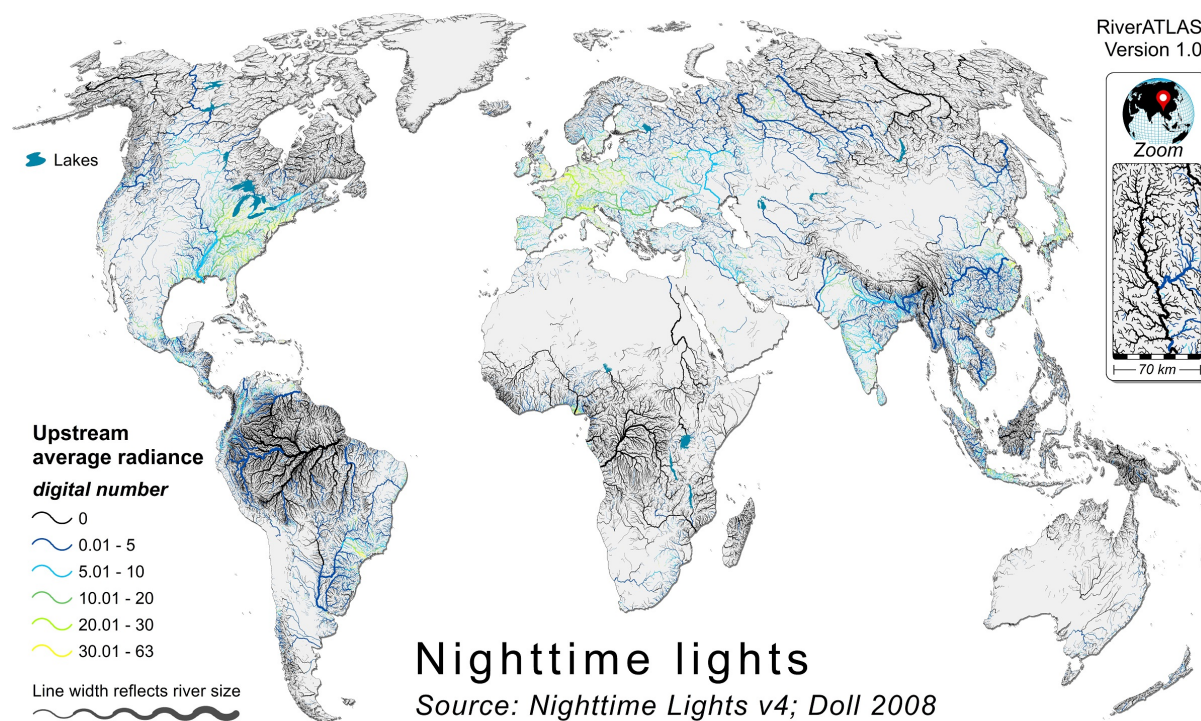 RiverATLAS
Version 1.0
Zoom
70 km
Lakes
Upstream
average radiance
digital number
0
0.01 - 5
5.01 - 10
10.01 - 20
20.01 - 30
30.01 - 63
Line width reflects river size
Nighttime lights
Source: Nighttime Lights v4; Doll 2008